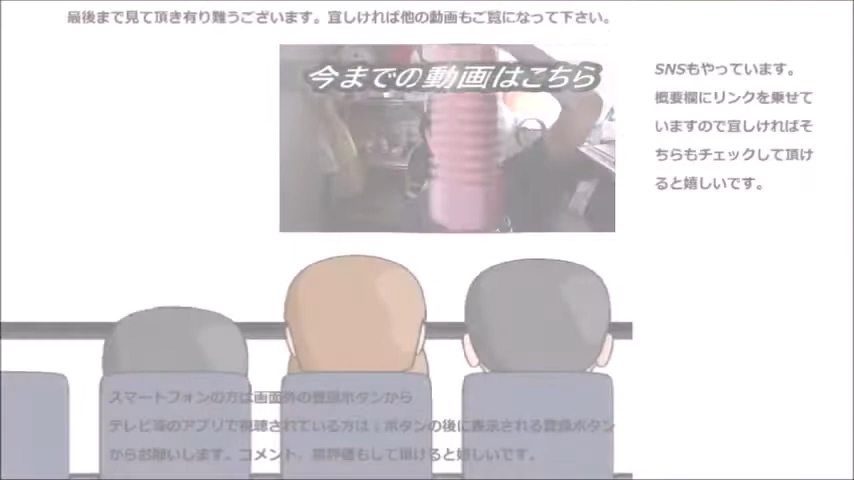 最後まで見て頂き有り難うございます。宜しければ他の動画もご覧になって下さい。
今までの動画はこちら
SNSもやっています。
概要欄にリンクを乗せて
いますので宜しければそ
ちらもチェックして頂け
ると嬉しいです。
スマートフォンの方は画面外の登録ボタンから
テレビ等のアプリで視聴されている方は：ボタンの後に表示される登録ボタン
からお願いします。コメント、高評価もして頂けると嬉しいです。